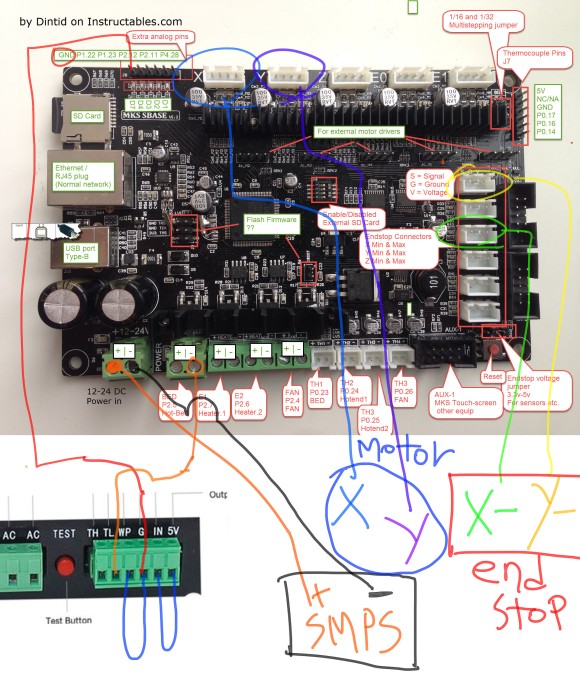 by Dintid on Instructables.com
Extra analog pins
GND P1.22 P1.23 P2.12 P2.11 P4.28
1/16 and 1/32
Multistepping jumper
Thermocouple Pins
J7
X
Y
E0
E1
5V
NC/NA
GND
P0.17
P0.16
P0.14
MKS SBASE
SD Card
For external motor drivers
Ethernet /
RJ45 plug
(Normal network)
S = Signal
G = Ground
V = Voltage
Flash Firmware
??
Enable/Disabled
External SD Card
Endstop Connectors
X Min & Max
Y Min & Max
Z Min & Max
USB port
Type-B
101
+12-24V
POWER
+ -
+ -
+ -
+ -
+ -
AUX-1
Reset
12-24 DC
Power in
BED
P2.5
Hot-Bed
E1
P2.7
Heater.1
E2
P2.6
Heater.2
FAN
P2.4
FAN
TH1
P0.23
BED
TH2
P0.24
Hotend1
TH3
P0.25
Hotend2
TH3
P0.26
FAN
AUX-1
MKS Touch-screen
other equip
Endstop voltage
jumper
3.3v-5v
For sensors etc.
Motor
X
Y
X-
Y-
end
stop
Outp
AC AC TEST TH TL WP G IN 5V
Test Button
+ -
SMPS